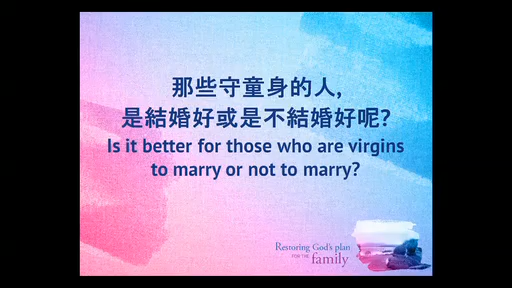 那些守童身的人,
是結婚好或是不結婚好呢?
Is it better for those who are virgins
to marry or not to marry?
Restoring God's plan
FOR THE
family